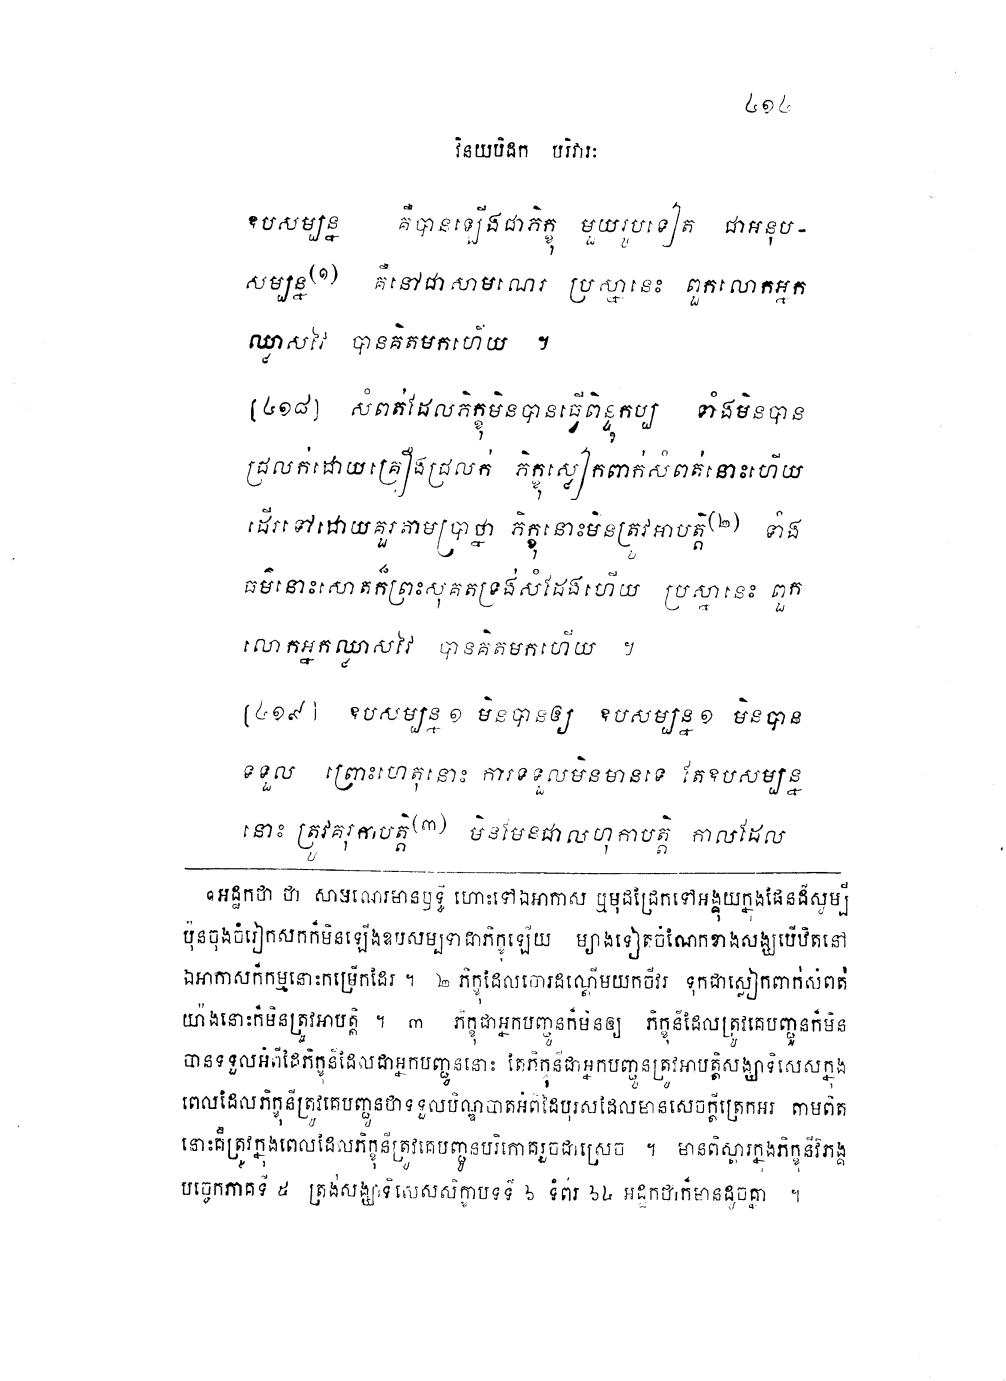 ៤១៤
វិនយបិដក បរិវារៈ
ឧបសម្បន្ន គឺបានឡើងជាភិក្ខុ មួយរូបទៀត ជាអនុប-
សម្បន្ន(១) គឺនៅជាសាមណេរ ប្រស្នានេះ ពួកលោកអ្នក
ឈ្លាសវៃ បានគិតមកហើយ ។
[៤១៨] សំពត់ដែលភិក្ខុមិនបានធ្វើពិន្ទុកប្ប ទាំងមិនបាន
ជ្រលក់ដោយគ្រឿងជ្រលក់ ភិក្ខុស្លៀកពាក់សំពត់នោះហើយ
ដើរទៅដោយគួរតាមប្រាថ្នា ភិក្ខុនោះមិនត្រូវអាបត្តិ(២) ទាំង
ធម៌នោះសោតក៏ព្រះសុគតទ្រង់សំដែងហើយ ប្រស្នានេះ ពួក
លោកអ្នកឈ្លាសវៃ បានគិតមកហើយ ។
[៤១៩] ឧបសម្បន្ន ១ មិនបានឲ្យ ឧបសម្បន្ន ១ មិនបាន
ទទួល ព្រោះហេតុនោះ ការទទួលមិនមានទេ តែឧបសម្បន្ន
នោះ ត្រូវគរុកាបត្តិ(៣) មិនមែនជាលហុកាបត្តិ កាលដែល
១ អដ្ឋកថា ថា សាមណេរមានឫទ្ធិ ហោះទៅឯអាកាស ឬមុជជ្រែកទៅអង្គុយក្នុងផែនដីសូម្បី
ប៉ុនចុងចំរៀកសកក៏មិនឡើងឧបសម្បទាជាភិក្ខុឡើយ ម្យាងទៀតចំណែកខាងសង្ឃបើឋិតនៅ
ឯអាកាសក៏កម្មនោះកម្រើកដែរ ។ ២ ភិក្ខុដែលចោរដណ្តើមយកចីវរ ទុកជាស្លៀកពាក់សំពត់
យ៉ាងនោះក៏មិនត្រូវអាបត្តិ ។ ៣ ភិក្ខុជាអ្នកបញ្ជូនក៏មិនឲ្យ ភិក្ខុនីដែលត្រូវគេបញ្ជូនក៏មិន
បានទទួលអំពីដៃភិក្ខុនីដែលជាអ្នកបញ្ជូននោះ តែភិក្ខុនីជាអ្នកបញ្ជូនត្រូវអាបត្តិសង្ឃាទិសេសក្នុង
ពេលដែលភិក្ខុនីត្រូវគេបញ្ជូនថាទទួលបិណ្ឌបាតអំពីដៃបុរសដែលមានសេចក្តីត្រេកអរ តាមពិត
នោះគឺត្រូវក្នុងពេលដែលភិក្ខុនីត្រូវគេបញ្ជូនបរិភោគរួចជាស្រេច ។ មានពិស្តារក្នុងភិក្ខុនីវិភង្គ
បច្ចេកភាគទី ៥ ត្រង់សង្ឃាទិសេសសិក្ខាបទទី ៦ ទំព័រ ៦៤ អដ្ឋកថាក៏មានដូចគ្នា ។